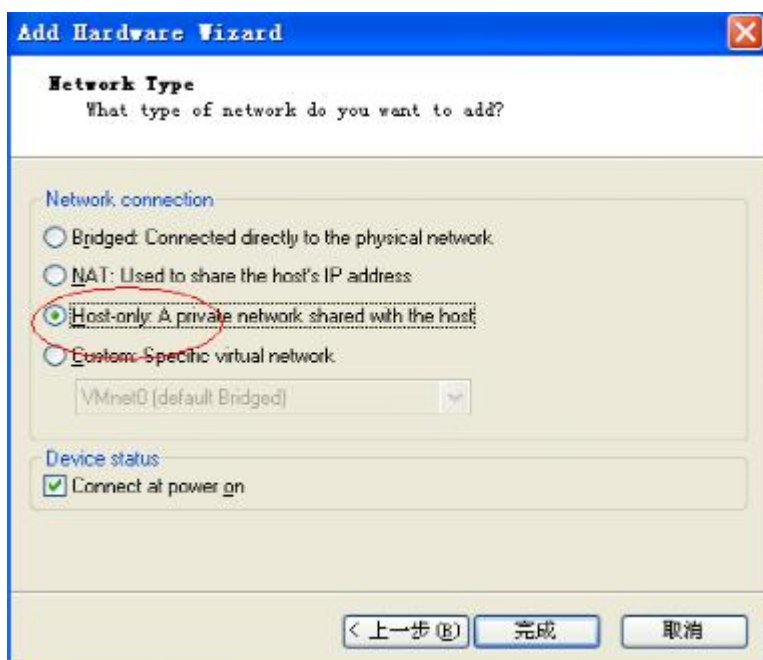 Add Hardware Wizard
Network Type
What type of network do you want to add?
Network connection
Bridged: Connected directly to the physical network
NAT: Used to share the host's IP address
Host-only: A private network shared with the host
Custom: Specific virtual network
VMnet0 (default Bridged)
Device status
Connect at power on
< 上一步(B) 完成 取消